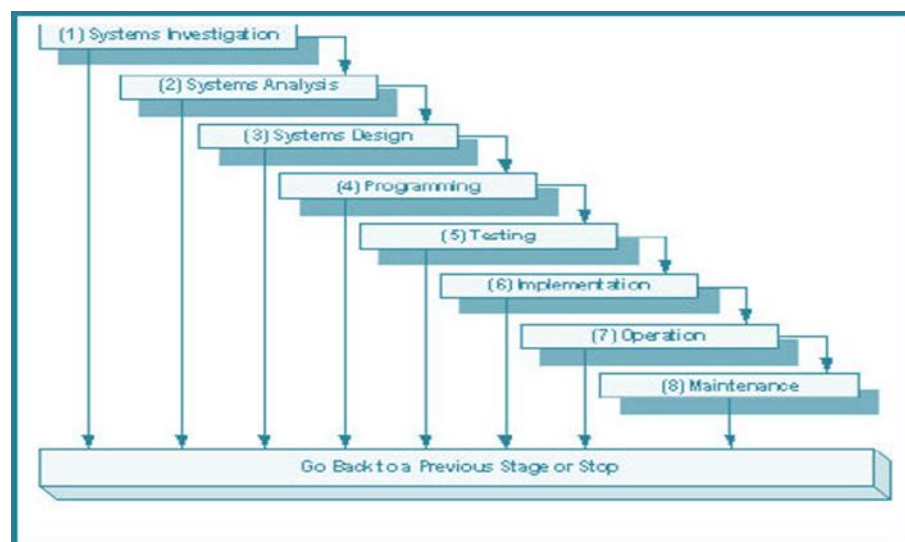 (1) Systems Investigation
(2) Systems Analysis
(3) Systems Design
(4) Programming
(5) Testing
(6) Implementation
(7) Operation
(8) Maintenance
Go Back to a Previous Stage or Stop